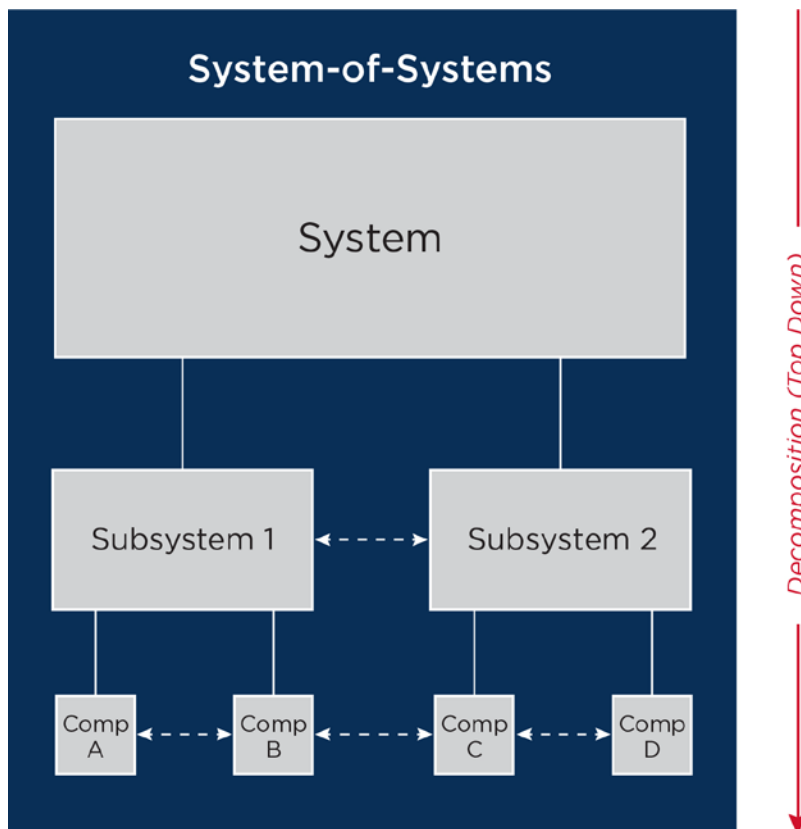 System-of-Systems
System
Subsystem 1
Subsystem 2
Comp
A
Comp
B
Comp
C
Comp
D
Decomposition (Top Down)